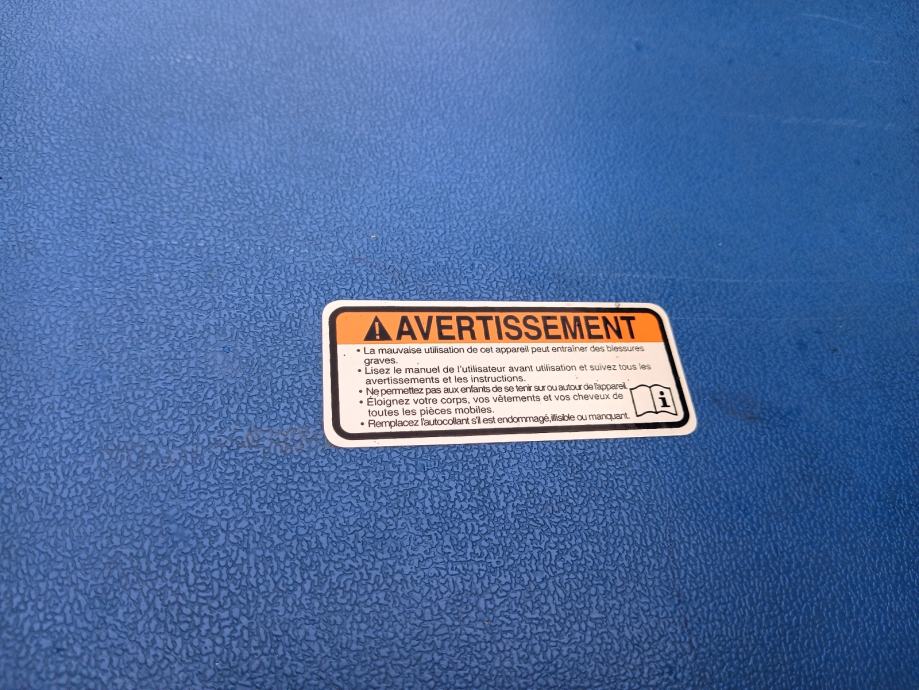 AVERTISSEMENT
• La mauvaise utilisation de cet appareil peut entraîner des blessures
graves.
• Lisez le manuel de l'utilisateur avant utilisation et suivez tous les
avertissements et les instructions.
• Ne permettez pas aux enfants de se tenir sur ou autour de l'appareil.
• Éloignez votre corps, vos vêtements et vos cheveux de
toutes les pièces mobiles.
• Remplacez l'autocollant s'il est endommagé, illisible ou manquant.